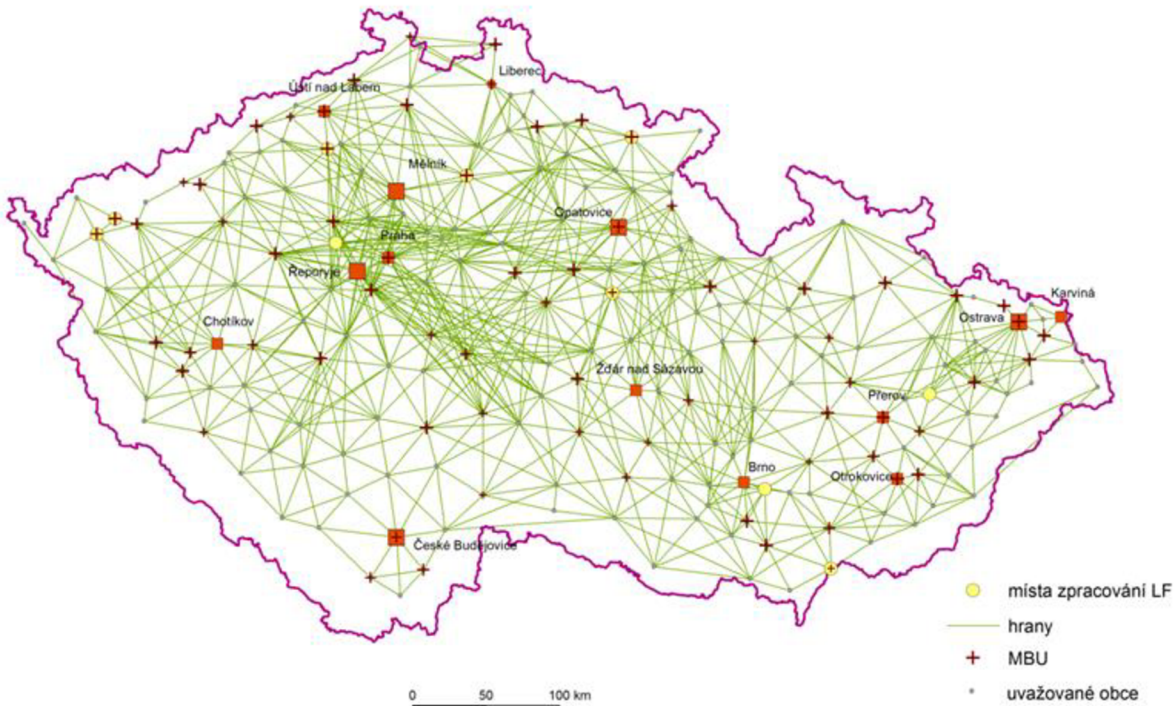 Liberec
Ústí nad Labem
Mělník
Opatovice
Praha
Řeporyje
Karviná
Ostrava
Chotíkov
Žďár nad Sázavou
Přerov
Brno
Otrokovice
České Budějovice
místa zpracování LF
hrany
MBU
uvažované obce
0 50 100 km